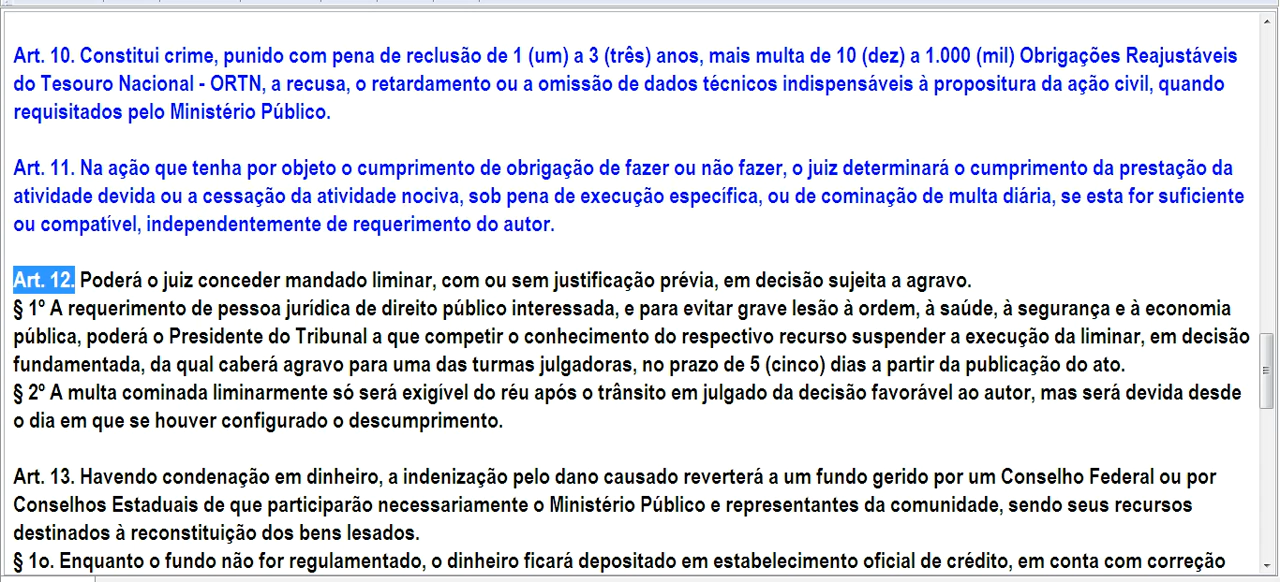 Art. 10. Constitui crime, punido com pena de reclusão de 1 (um) a 3 (três) anos, mais multa de 10 (dez) a 1.000 (mil) Obrigações Reajustáveis
do Tesouro Nacional - ORTN, a recusa, o retardamento ou a omissão de dados técnicos indispensáveis à propositura da ação civil, quando
requisitados pelo Ministério Público.
Art. 11. Na ação que tenha por objeto o cumprimento de obrigação de fazer ou não fazer, o juiz determinará o cumprimento da prestação da
atividade devida ou a cessação da atividade nociva, sob pena de execução específica, ou de cominação de multa diária, se esta for suficiente
ou compatível, independentemente de requerimento do autor.
Art. 12. Poderá o juiz conceder mandado liminar, com ou sem justificação prévia, em decisão sujeita a agravo.
§ 1º A requerimento de pessoa jurídica de direito público interessada, e para evitar grave lesão à ordem, à saúde, à segurança e à economia
pública, poderá o Presidente do Tribunal a que competir o conhecimento do respectivo recurso suspender a execução da liminar, em decisão
fundamentada, da qual caberá agravo para uma das turmas julgadoras, no prazo de 5 (cinco) dias a partir da publicação do ato.
§ 2º A multa cominada liminarmente só será exigível do réu após o trânsito em julgado da decisão favorável ao autor, mas será devida desde
o dia em que se houver configurado o descumprimento.
Art. 13. Havendo condenação em dinheiro, a indenização pelo dano causado reverterá a um fundo gerido por um Conselho Federal ou por
Conselhos Estaduais de que participarão necessariamente o Ministério Público e representantes da comunidade, sendo seus recursos
destinados à reconstituição dos bens lesados.
§ 1o. Enquanto o fundo não for regulamentado, o dinheiro ficará depositado em estabelecimento oficial de crédito, em conta com correção